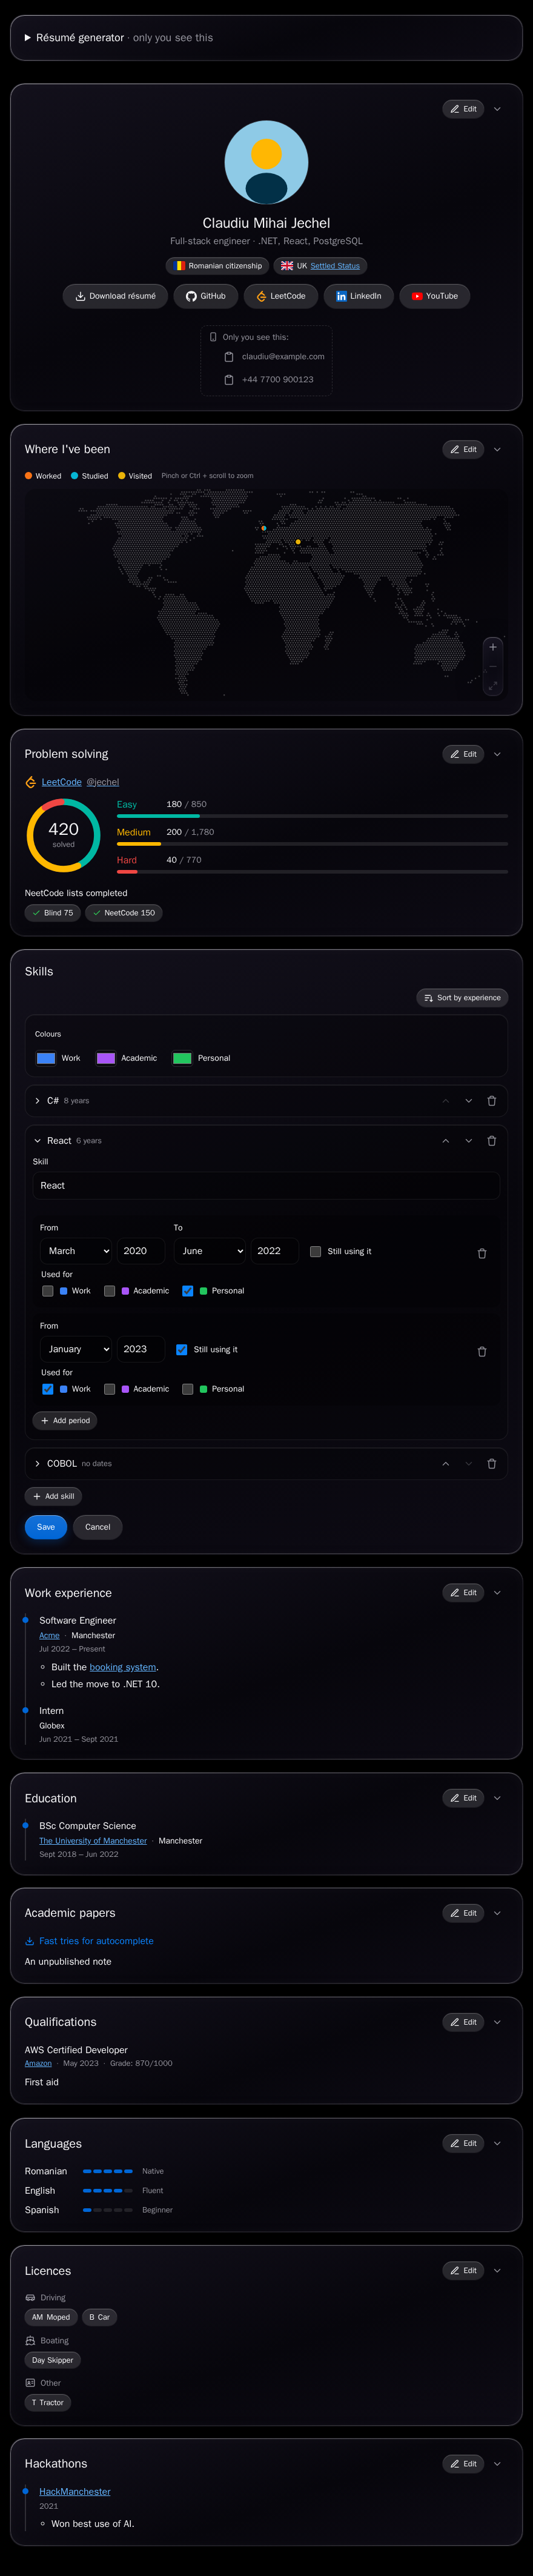 Résumé generator · only you see this
Edit
Claudiu Mihai Jechel
Full-stack engineer · .NET, React, PostgreSQL
Romanian citizenship UK Settled Status
Download résumé GitHub LeetCode LinkedIn YouTube
Only you see this:
claudiu@example.com
+44 7700 900123
Where I've been Edit
Worked Studied Visited Pinch or Ctrl + scroll to zoom
Problem solving Edit
LeetCode @jechel
420
solved
Easy 180 / 850
Medium 200 / 1,780
Hard 40 / 770
NeetCode lists completed
Blind 75 NeetCode 150
Skills
Sort by experience
Colours
Work Academic Personal
C# 8 years
React 6 years
Skill
React
From To
March 2020 June 2022 Still using it
Used for
Work Academic Personal
From
January 2023 Still using it
Used for
Work Academic Personal
Add period
COBOL no dates
Add skill
Save Cancel
Work experience Edit
Software Engineer
Acme · Manchester
Jul 2022 – Present
Built the booking system.
Led the move to .NET 10.
Intern
Globex
Jun 2021 – Sept 2021
Education Edit
BSc Computer Science
The University of Manchester · Manchester
Sept 2018 – Jun 2022
Academic papers Edit
Fast tries for autocomplete
An unpublished note
Qualifications Edit
AWS Certified Developer
Amazon · May 2023 · Grade: 870/1000
First aid
Languages Edit
Romanian Native
English Fluent
Spanish Beginner
Licences Edit
Driving
AM Moped B Car
Boating
Day Skipper
Other
T Tractor
Hackathons Edit
HackManchester
2021
Won best use of AI.